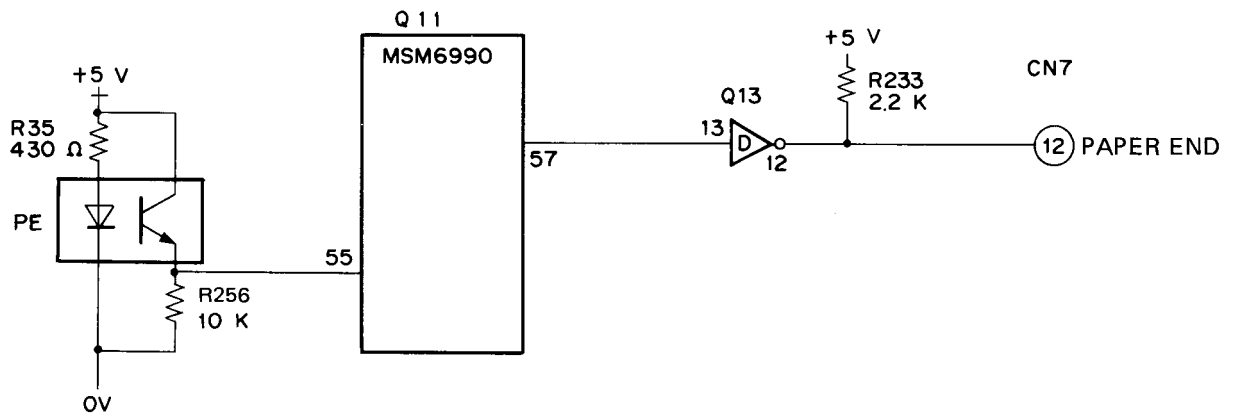 Q 11
MSM6990
+5 V
R35
430 Ω
PE
55
R256
10 K
0V
57
Q13
13
D
12
+5 V
R233
2.2 K
CN7
12 PAPER END